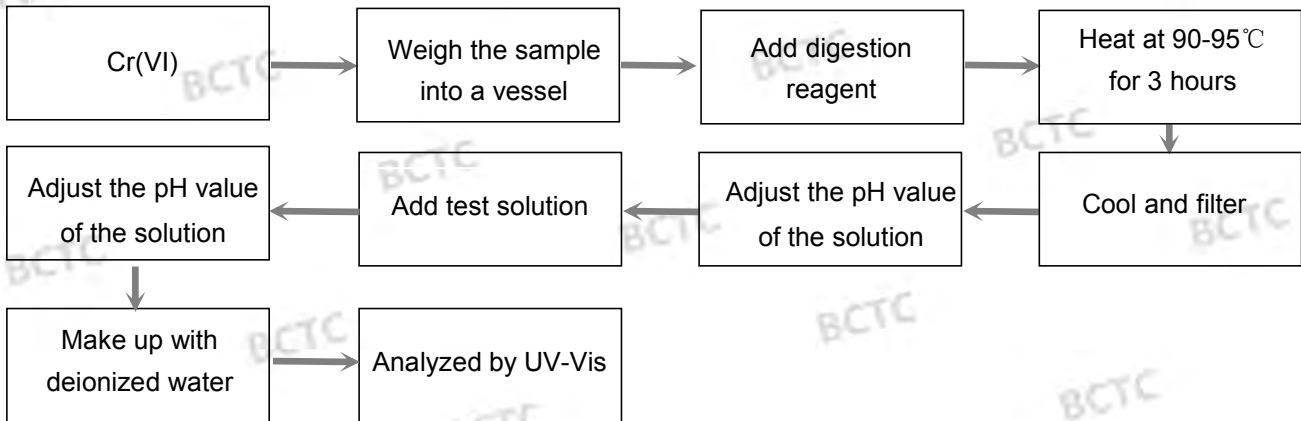 Cr(VI)
Weigh the sample
into a vessel
Add digestion
reagent
Heat at 90-95℃
for 3 hours
Adjust the pH value
of the solution
Add test solution
Adjust the pH value
of the solution
Cool and filter
Make up with
deionized water
Analyzed by UV-Vis
BCTC
BCTC
BCTC
BCTC
BCTC
BCTC
BCTC
BCTC
BCTC
BCTC